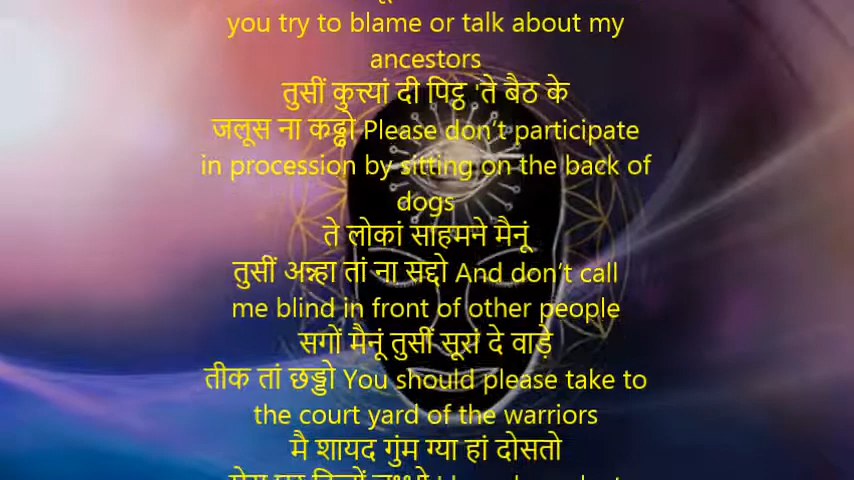 you try to blame or talk about my
ancestors
तुसीं कुत्त्यां दी पिट्ठ 'ते बैठ के
जलूस ना कढ्ढो Please don't participate
in procession by sitting on the back of
dogs
ते लोकां साहमने मैनूं
तुसीं अन्न्हा तां ना सद्दो And don't call
me blind in front of other people
सगों मैनूं तुसीं सूरां दे वाड़े
तीक तां छड्डो You should please take to
the court yard of the warriors
मै शायद गुंम ग्या हां दोसतो